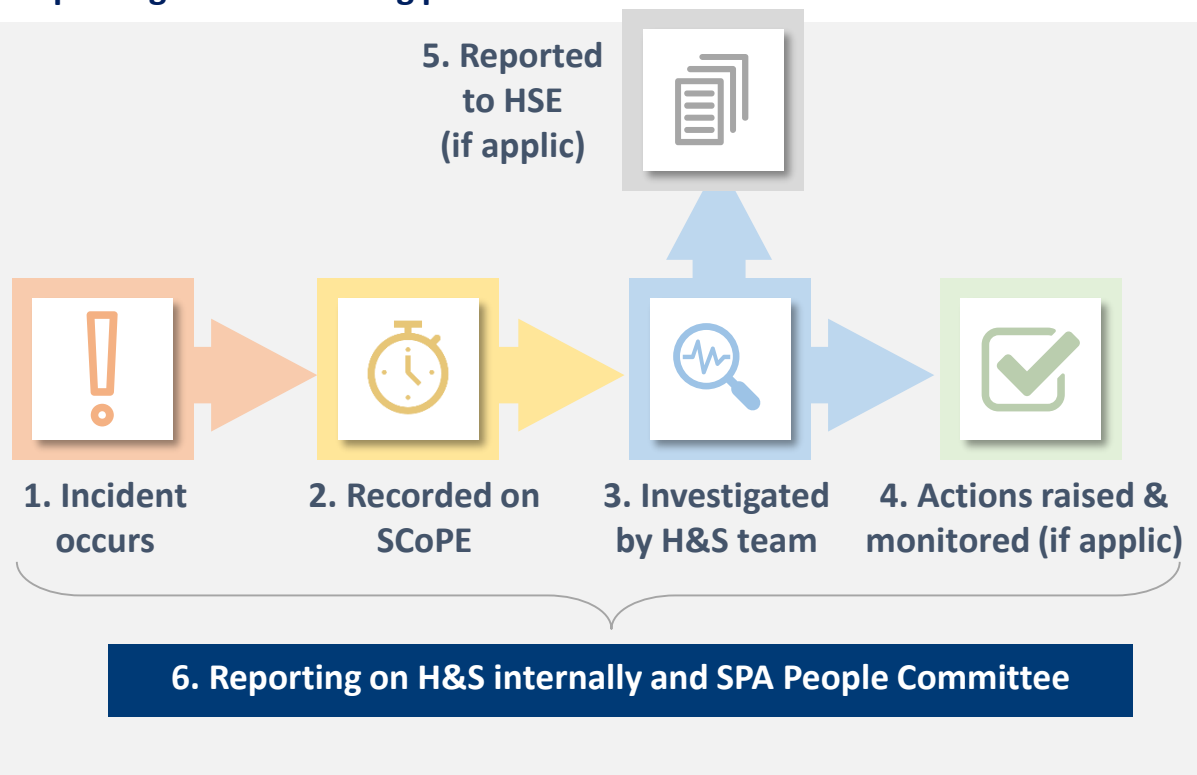 5. Reported
to HSE
(if applic)
1. Incident
occurs
2. Recorded on
SCoPE
3. Investigated
by H&S team
4. Actions raised &
monitored (if applic)
6. Reporting on H&S internally and SPA People Committee